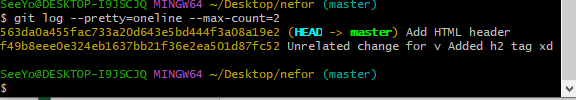 SeeYo@DESKTOP-I9JSCJQ MINGW64 ~/Desktop/nefor (master)
$ git log --pretty=oneline --max-count=2
563da0a455fac733a20d643e5bd444f3a08a19e2 (HEAD -> master) Add HTML header
f49b8eee0e324eb1637bb21f36e2ea501d87fc52 Unrelated change for v Added h2 tag xd
SeeYo@DESKTOP-I9JSCJQ MINGW64 ~/Desktop/nefor (master)
$